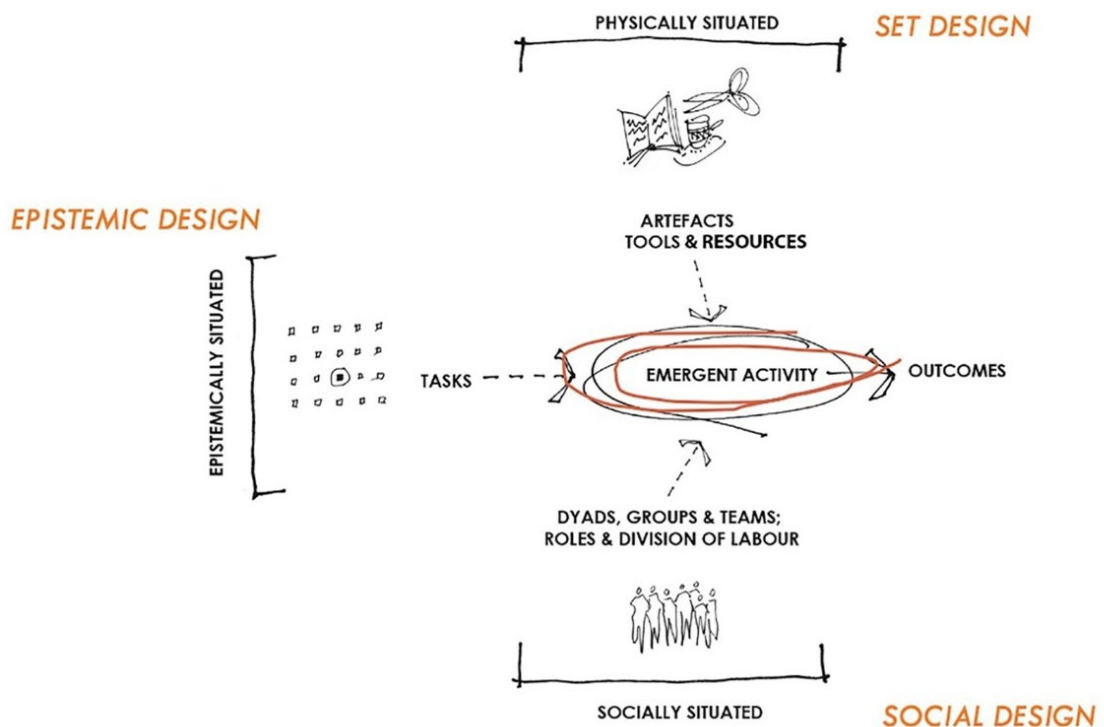 PHYSICALLY SITUATED
SET DESIGN
EPISTEMIC DESIGN
EPISTEMICALLY SITUATED
ARTEFACTS
TOOLS & RESOURCES
TASKS
EMERGENT ACTIVITY
OUTCOMES
DYADS, GROUPS & TEAMS;
ROLES & DIVISION OF LABOUR
SOCIALLY SITUATED
SOCIAL DESIGN